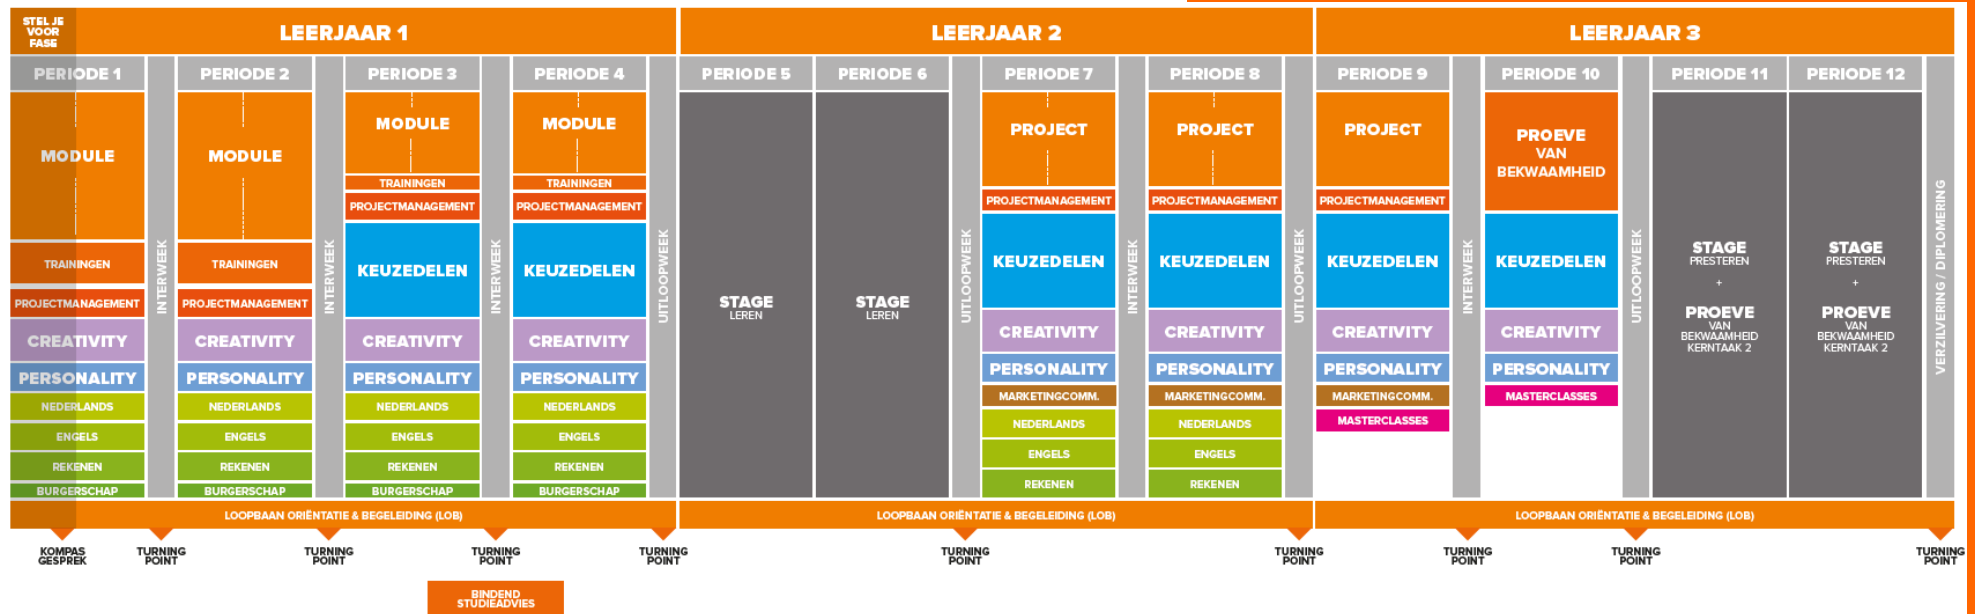 STEL JE
VOOR
FASE
LEERJAAR 1
LEERJAAR 2
LEERJAAR 3
PERIODE 1
PERIODE 2
PERIODE 3
PERIODE 4
PERIODE 5
PERIODE 6
PERIODE 7
PERIODE 8
PERIODE 9
PERIODE 10
PERIODE 11
PERIODE 12
MODULE
TRAININGEN
PROJECTMANAGEMENT
CREATIVITY
PERSONALITY
NEDERLANDS
ENGELS
REKENEN
BURGERSCHAP
INTERWEEK
MODULE
TRAININGEN
PROJECTMANAGEMENT
CREATIVITY
PERSONALITY
NEDERLANDS
ENGELS
REKENEN
BURGERSCHAP
INTERWEEK
MODULE
TRAININGEN
PROJECTMANAGEMENT
KEUZEDELEN
CREATIVITY
PERSONALITY
NEDERLANDS
ENGELS
REKENEN
BURGERSCHAP
INTERWEEK
MODULE
TRAININGEN
PROJECTMANAGEMENT
KEUZEDELEN
CREATIVITY
PERSONALITY
NEDERLANDS
ENGELS
REKENEN
BURGERSCHAP
UITLOOPWEEK
STAGE
LEREN
STAGE
LEREN
UITLOOPWEEK
PROJECT
PROJECTMANAGEMENT
KEUZEDELEN
CREATIVITY
PERSONALITY
MARKETINGCOMM.
NEDERLANDS
ENGELS
REKENEN
INTERWEEK
PROJECT
PROJECTMANAGEMENT
KEUZEDELEN
CREATIVITY
PERSONALITY
MARKETINGCOMM.
NEDERLANDS
ENGELS
REKENEN
UITLOOPWEEK
PROJECT
PROJECTMANAGEMENT
KEUZEDELEN
CREATIVITY
PERSONALITY
MARKETINGCOMM.
MASTERCLASSES
INTERWEEK
PROEVE
VAN
BEKWAAMHEID
KEUZEDELEN
CREATIVITY
PERSONALITY
MASTERCLASSES
UITLOOPWEEK
STAGE
PRESTEREN
+
PROEVE
VAN
BEKWAAMHEID
KERNTAAK 2
STAGE
PRESTEREN
+
PROEVE
VAN
BEKWAAMHEID
KERNTAAK 2
VERZILVERING / DIPLOMERING
LOOPBAAN ORIËNTATIE & BEGELEIDING (LOB)
LOOPBAAN ORIËNTATIE & BEGELEIDING (LOB)
LOOPBAAN ORIËNTATIE & BEGELEIDING (LOB)
KOMPAS
GESPREK
TURNING
POINT
TURNING
POINT
TURNING
POINT
TURNING
POINT
TURNING
POINT
TURNING
POINT
TURNING
POINT
TURNING
POINT
TURNING
POINT
BINDEND
STUDIEADVIES